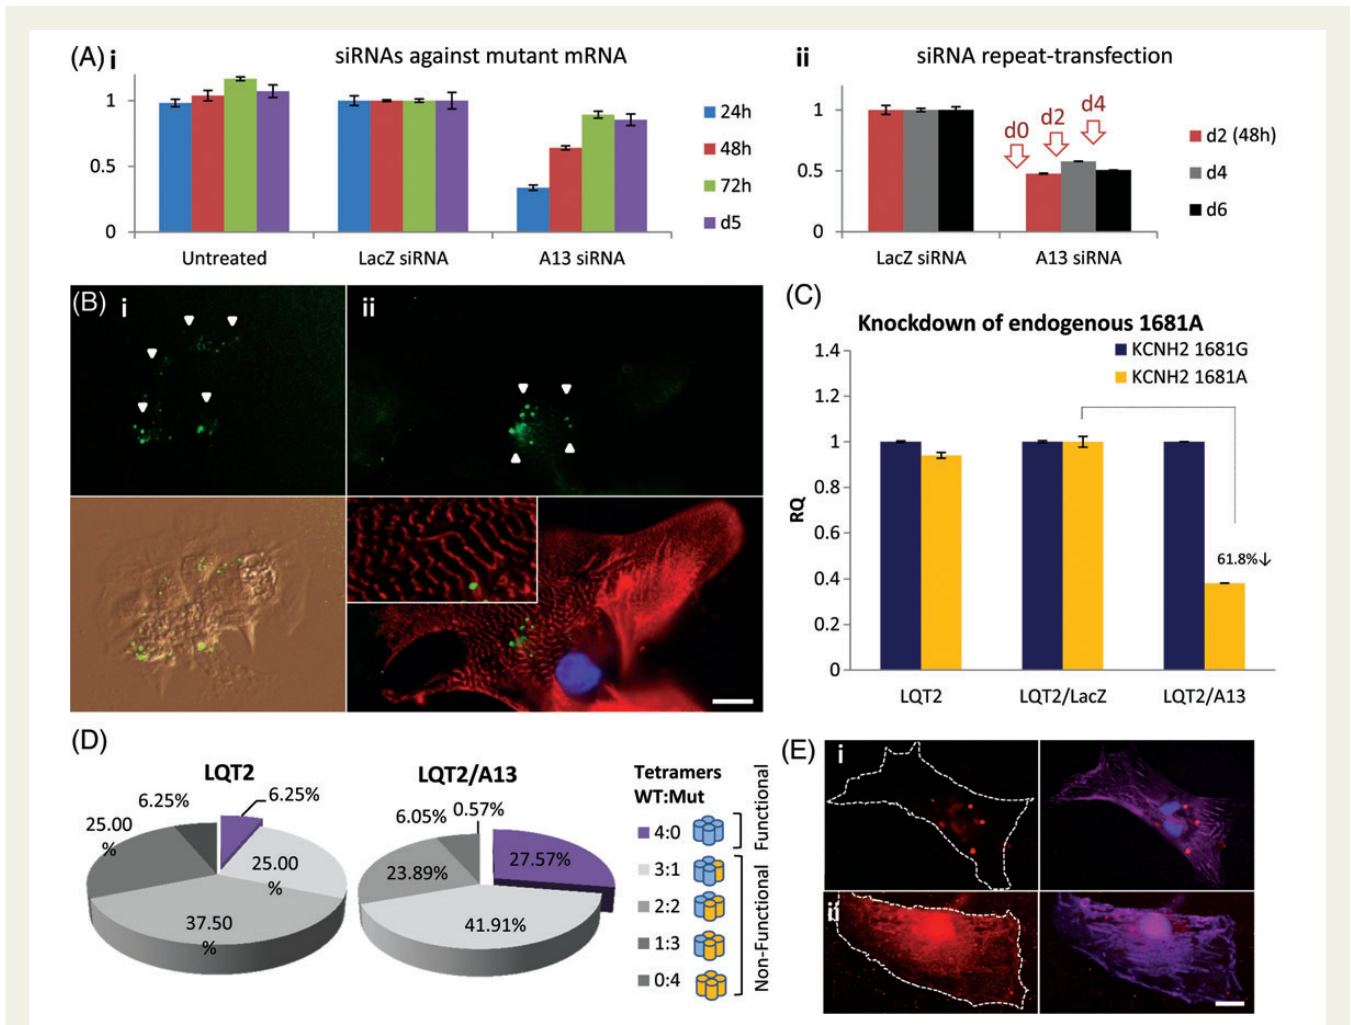 (A) i
siRNAs against mutant mRNA
1
0.5
0
Untreated
LacZ siRNA
A13 siRNA
24h
48h
72h
d5
ii
siRNA repeat-transfection
1
0.5
0
d0
d2
d4
LacZ siRNA
A13 siRNA
d2 (48h)
d4
d6
(B) i
ii
(C)
Knockdown of endogenous 1681A
KCNH2 1681G
KCNH2 1681A
RQ
1.4
1.2
1
0.8
0.6
0.4
0.2
0
61.8%↓
LQT2
LQT2/LacZ
LQT2/A13
(D)
LQT2
6.25%
6.25%
25.00
%
25.00
%
37.50
%
LQT2/A13
6.05%
0.57%
23.89%
27.57%
41.91%
Tetramers
WT:Mut
4:0
3:1
2:2
1:3
0:4
Functional
Non-Functional
(E) i
ii